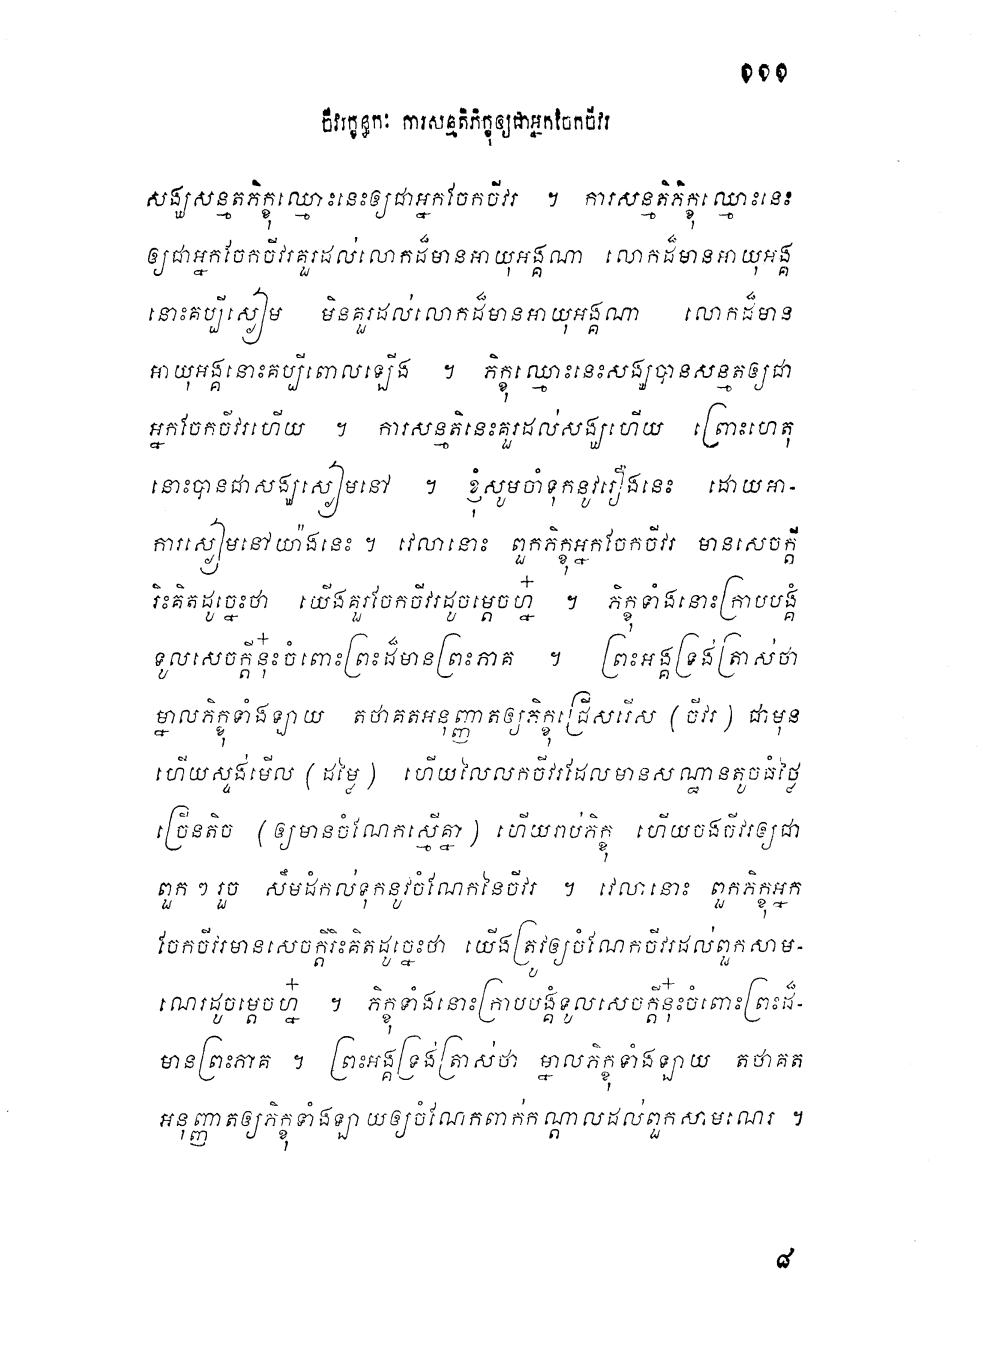 ១១១
ចីវរក្ខន្ធកៈ ការសន្មតិភិក្ខុឲ្យជាអ្នកចែកចីវរ
សង្ឃសន្មតភិក្ខុឈ្មោះនេះឲ្យជាអ្នកចែកចីវរ ។ ការសន្មតិភិក្ខុឈ្មោះនេះ
ឲ្យជាអ្នកចែកចីវរគួរដល់លោកដ៏មានអាយុអង្គណា លោកដ៏មានអាយុអង្គ
នោះគប្បីស្ងៀម មិនគួរដល់លោកដ៏មានអាយុអង្គណា លោកដ៏មាន
អាយុអង្គនោះគប្បីពោលឡើង ។ ភិក្ខុឈ្មោះនេះសង្ឃបានសន្មតឲ្យជា
អ្នកចែកចីវរហើយ ។ ការសន្មតិនេះគួរដល់សង្ឃហើយ ព្រោះហេតុ
នោះបានជាសង្ឃស្ងៀមនៅ ។ ខ្ញុំសូមចាំទុកនូវរឿងនេះ ដោយអា-
ការស្ងៀមនៅយ៉ាងនេះ ។ វេលានោះ ពួកភិក្ខុអ្នកចែកចីវរ មានសេចក្តី
រិះគិតដូច្នេះថា យើងគួរចែកចីវរដូចម្តេចហ្ន៎ ។ ភិក្ខុទាំងនោះក្រាបបង្គំ
ទូលសេចក្តីនុ៎ះចំពោះព្រះដ៏មានព្រះភាគ ។ ព្រះអង្គទ្រង់ត្រាស់ថា
ម្នាលភិក្ខុទាំងឡាយ តថាគតអនុញ្ញាតឲ្យភិក្ខុជ្រើសរើស (ចីវរ) ជាមុន
ហើយស្ទង់មើល (ដម្លៃ) ហើយលៃលកចីវរដែលមានសណ្ឋានតូចធំថ្លៃ
ច្រើនតិច (ឲ្យមានចំណែកស្មើគ្នា) ហើយរាប់ភិក្ខុ ហើយចងចីវរឲ្យជា
ពួក ៗ រួច សឹមដំកល់ទុកនូវចំណែកនៃចីវរ ។ វេលានោះ ពួកភិក្ខុអ្នក
ចែកចីវរមានសេចក្តីរិះគិតដូច្នេះថា យើងត្រូវឲ្យចំណែកចីវរដល់ពួកសាម-
ណេរដូចម្តេចហ្ន៎ ។ ភិក្ខុទាំងនោះក្រាបបង្គំទូលសេចក្តីនុ៎ះចំពោះព្រះដ៏-
មានព្រះភាគ ។ ព្រះអង្គទ្រង់ត្រាស់ថា ម្នាលភិក្ខុទាំងឡាយ តថាគត
អនុញ្ញាតឲ្យភិក្ខុទាំងឡាយឲ្យចំណែកពាក់កណ្តាលដល់ពួកសាមណេរ ។
៨